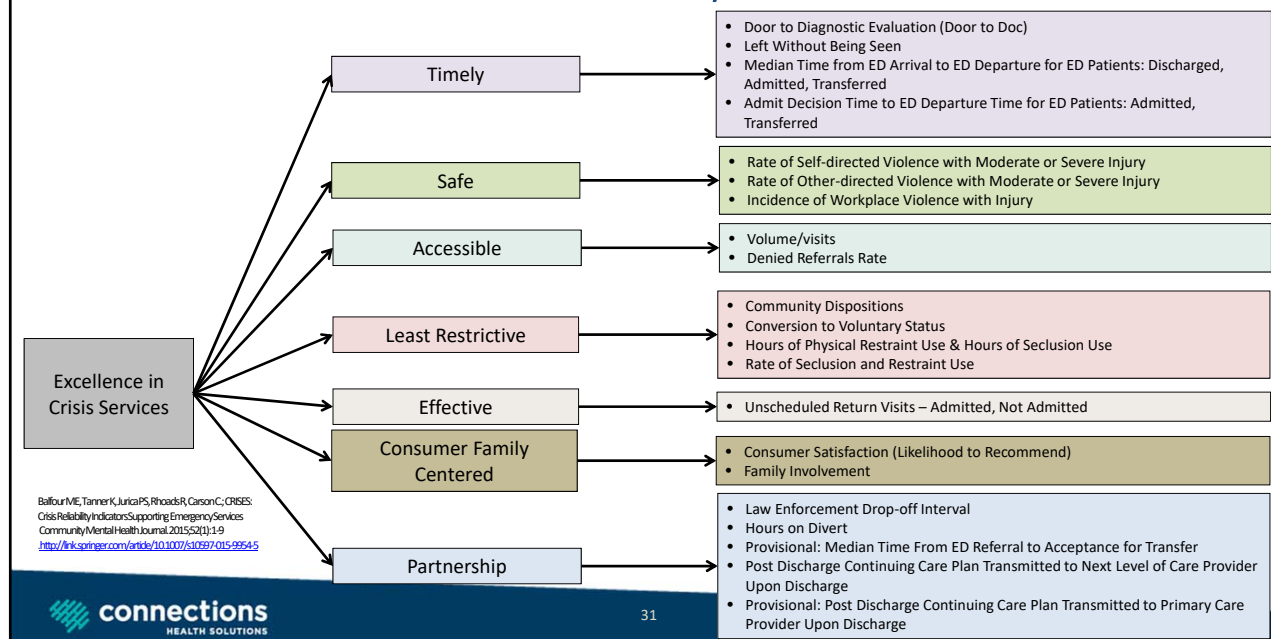 Timely
• Door to Diagnostic Evaluation (Door to Doc)
• Left Without Being Seen
• Median Time from ED Arrival to ED Departure for ED Patients: Discharged,
Admitted, Transferred
• Admit Decision Time to ED Departure Time for ED Patients: Admitted,
Transferred
Safe
• Rate of Self-directed Violence with Moderate or Severe Injury
• Rate of Other-directed Violence with Moderate or Severe Injury
• Incidence of Workplace Violence with Injury
Accessible
• Volume/visits
• Denied Referrals Rate
Least Restrictive
• Community Dispositions
• Conversion to Voluntary Status
• Hours of Physical Restraint Use & Hours of Seclusion Use
• Rate of Seclusion and Restraint Use
Excellence in
Crisis Services
Effective
• Unscheduled Return Visits – Admitted, Not Admitted
Consumer Family
Centered
• Consumer Satisfaction (Likelihood to Recommend)
• Family Involvement
Balfour ME, Tanner K, Jurica PS, Rhoads R, Carson C.; CRISES:
Crisis Reliability Indicators Supporting Emergency Services
Community Mental Health Journal. 2015;52(1):1-9
.http://link.springer.com/article/10.1007/s10597-015-9954-5
Partnership
• Law Enforcement Drop-off Interval
• Hours on Divert
• Provisional: Median Time From ED Referral to Acceptance for Transfer
• Post Discharge Continuing Care Plan Transmitted to Next Level of Care Provider
Upon Discharge
• Provisional: Post Discharge Continuing Care Plan Transmitted to Primary Care
Provider Upon Discharge
connections
HEALTH SOLUTIONS
31